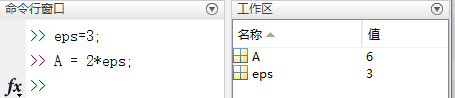 命令行窗口
>> eps=3;
>> A = 2*eps;
fx >>
工作区
名称 值
A 6
eps 3